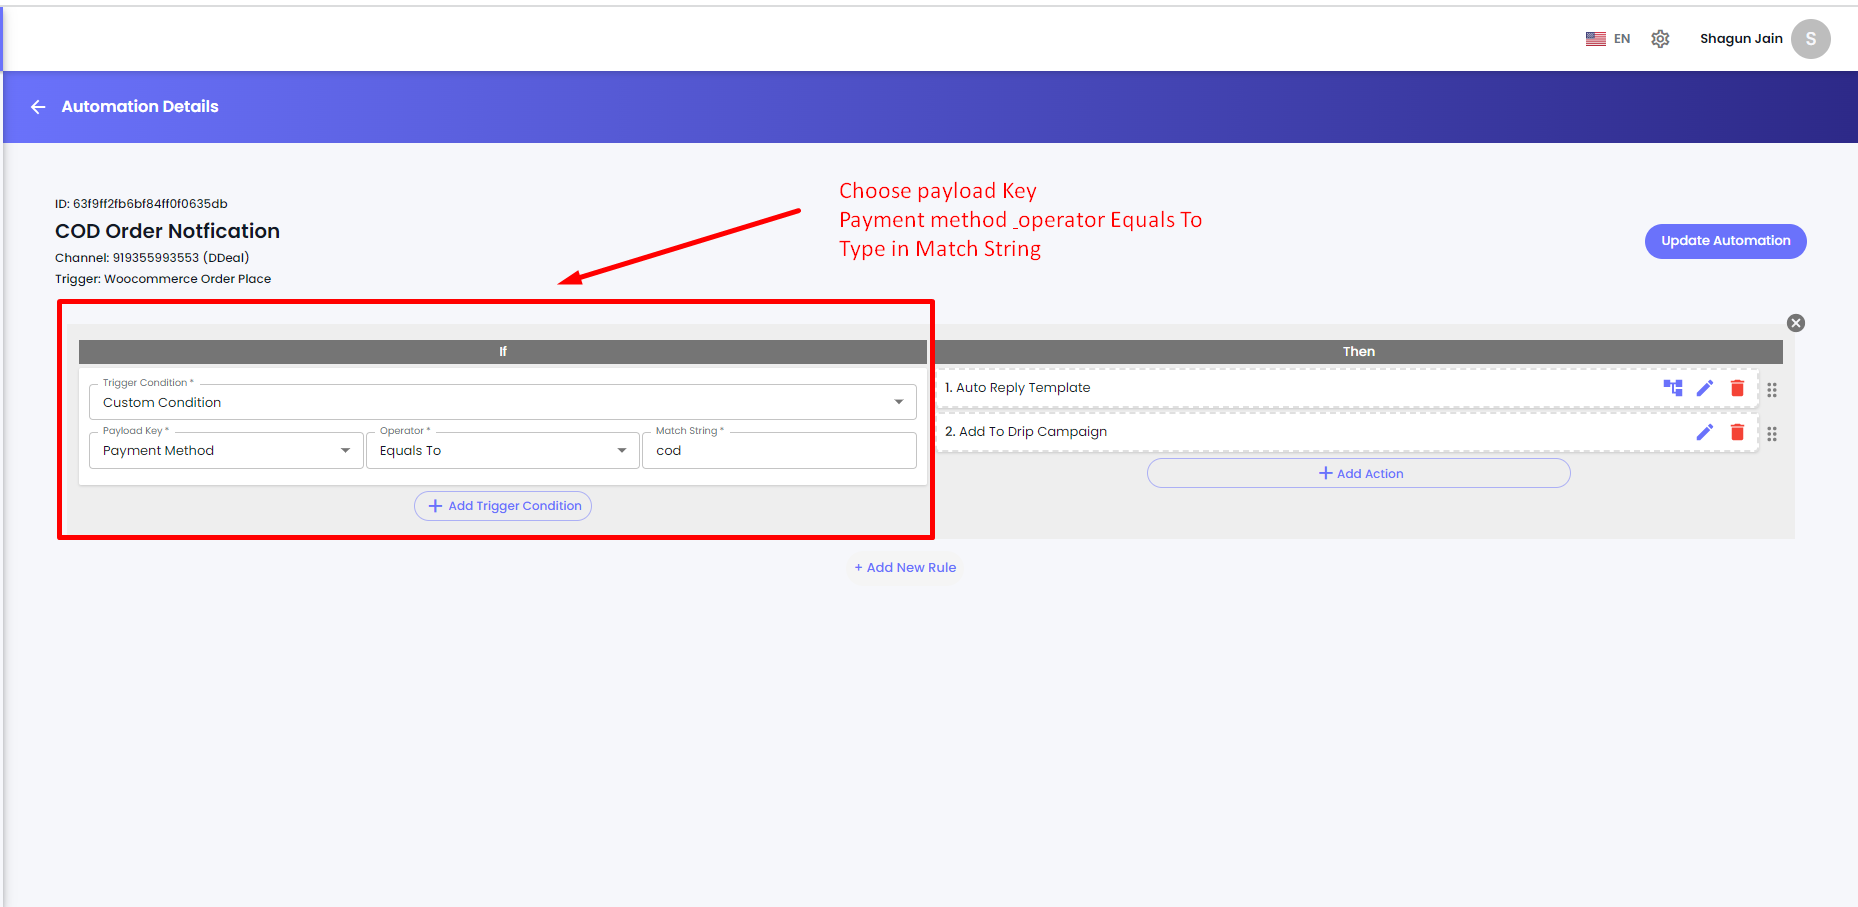 EN
Shagun Jain
S
Automation Details
ID: 63f9ff2fb6bf84ff0f0635db
COD Order Notfication
Channel: 919355993553 (DDeal)
Trigger: Woocommerce Order Place
Choose payload Key
Payment method _operator Equals To
Type in Match String
Update Automation
If
Trigger Condition *
Custom Condition
Payload Key * Operator * Match String *
Payment Method Equals To cod
+ Add Trigger Condition
Then
1. Auto Reply Template
2. Add To Drip Campaign
+ Add Action
+ Add New Rule